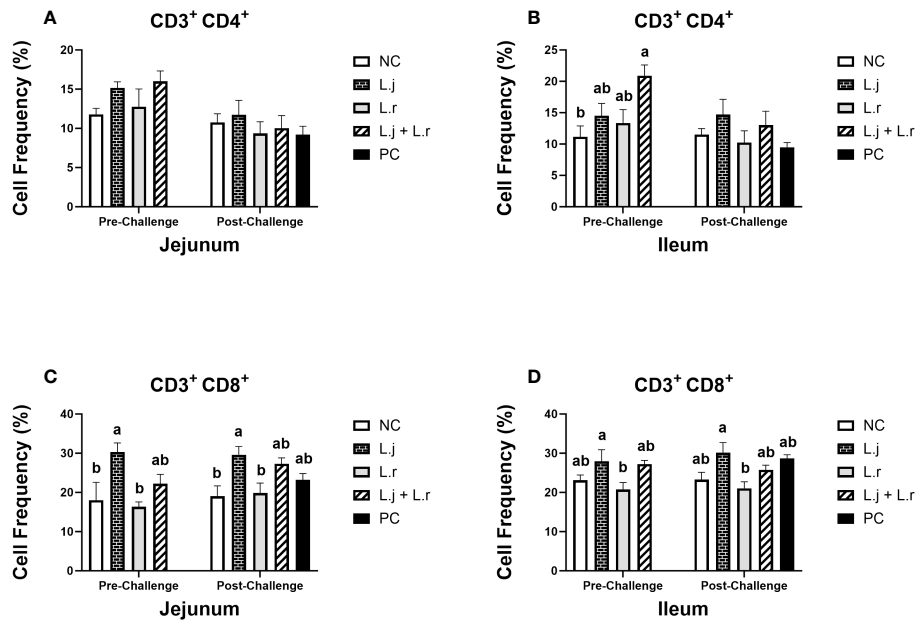 A
CD3⁺ CD4⁺
Cell Frequency (%)
20
15
10
5
0
Pre-Challenge
Post-Challenge
Jejunum
NC
L.j
L.r
L.j + L.r
PC
B
CD3⁺ CD4⁺
Cell Frequency (%)
25
20
15
10
5
0
b
ab
ab
a
Pre-Challenge
Post-Challenge
Ileum
NC
L.j
L.r
L.j + L.r
PC
C
CD3⁺ CD8⁺
Cell Frequency (%)
40
30
20
10
0
b
a
b
ab
b
a
b
ab
ab
Pre-Challenge
Post-Challenge
Jejunum
NC
L.j
L.r
L.j + L.r
PC
D
CD3⁺ CD8⁺
Cell Frequency (%)
40
30
20
10
0
ab
a
b
ab
ab
a
b
ab
ab
Pre-Challenge
Post-Challenge
Ileum
NC
L.j
L.r
L.j + L.r
PC